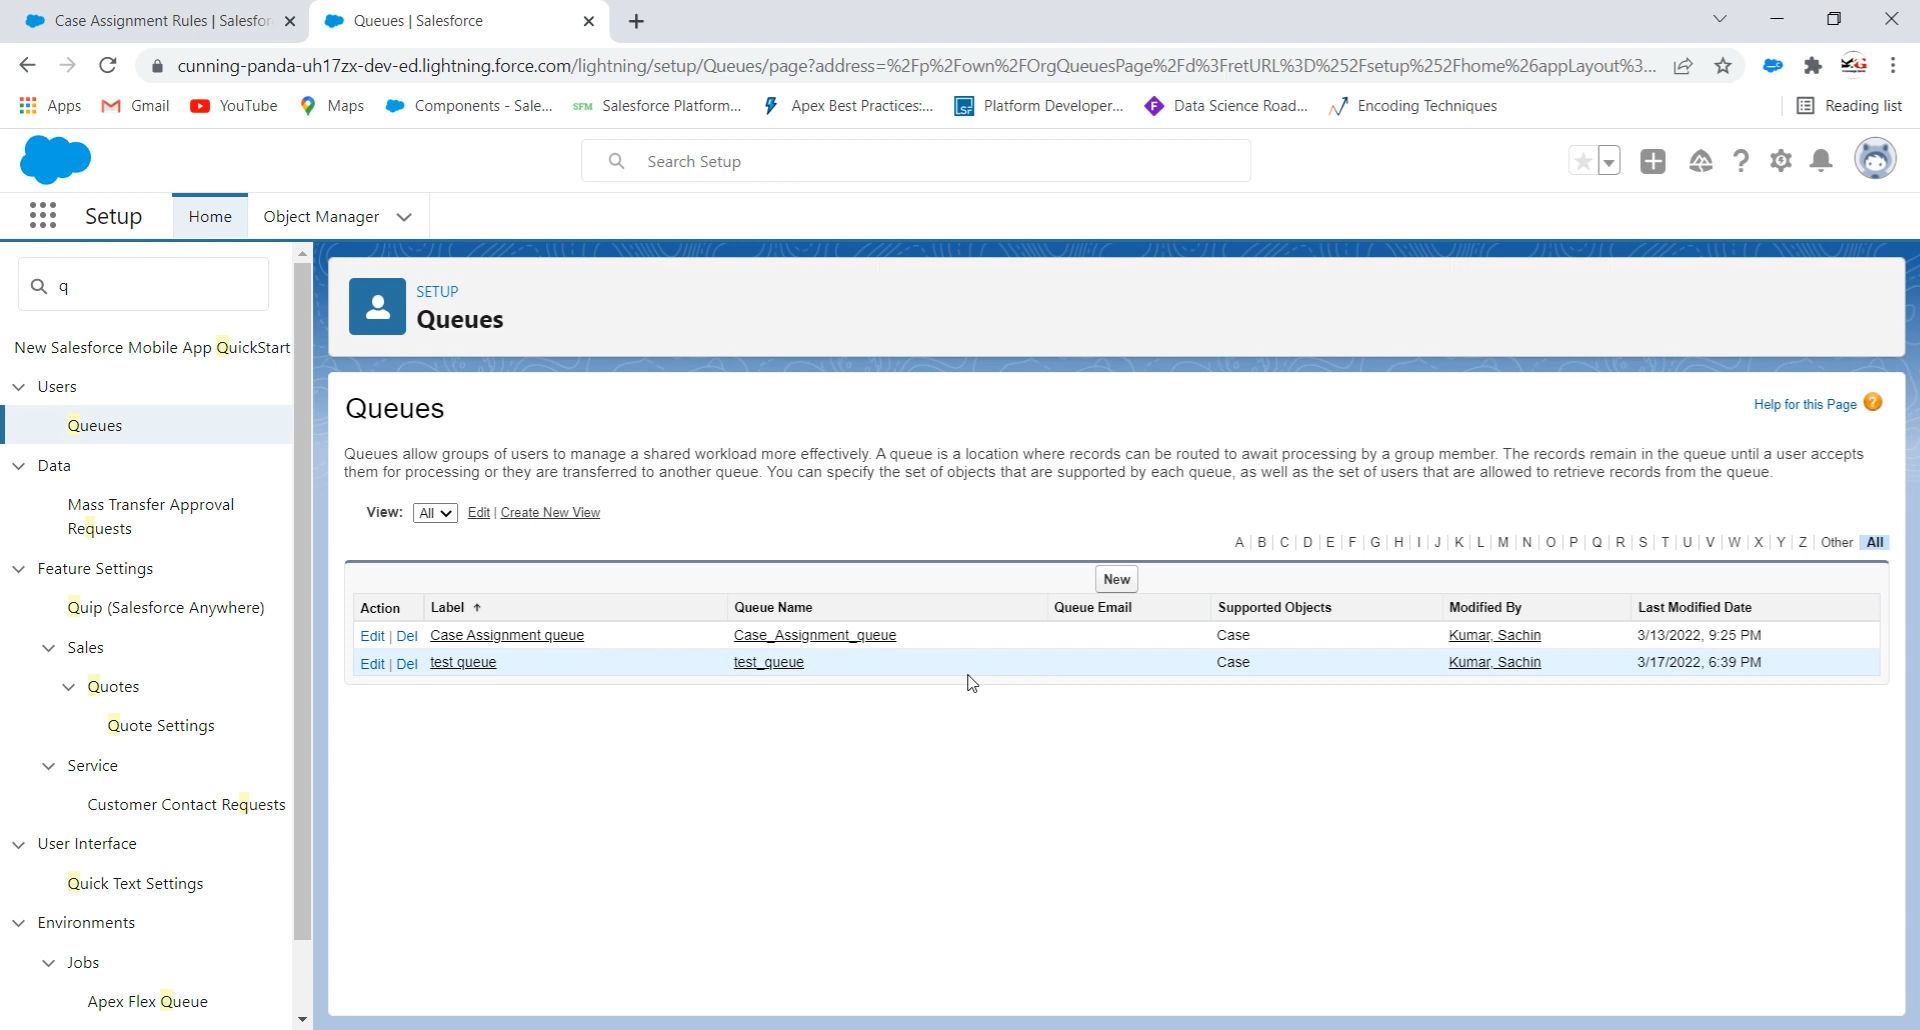 Case Assignment Rules | Salesfor
Queues | Salesforce
cunning-panda-uh17zx-dev-ed.lightning.force.com/lightning/setup/Queues/page?address=%2Fp%2Fown%2FOrgQueuesPage%2Fd%3FretURL%3D%252Fsetup%252Fhome%26appLayout%3...
Apps Gmail YouTube Maps Components - Sale... SFM Salesforce Platform... Apex Best Practices:... Platform Developer... Data Science Road... Encoding Techniques Reading list
Search Setup
Setup Home Object Manager
q
New Salesforce Mobile App QuickStart
Users
Queues
Data
Mass Transfer Approval
Requests
Feature Settings
Quip (Salesforce Anywhere)
Sales
Quotes
Quote Settings
Service
Customer Contact Requests
User Interface
Quick Text Settings
Environments
Jobs
Apex Flex Queue
SETUP
Queues
Queues
Help for this Page ?
Queues allow groups of users to manage a shared workload more effectively. A queue is a location where records can be routed to await processing by a group member. The records remain in the queue until a user accepts
them for processing or they are transferred to another queue. You can specify the set of objects that are supported by each queue, as well as the set of users that are allowed to retrieve records from the queue.
View: All Edit | Create New View
A | B | C | D | E | F | G | H | I | J | K | L | M | N | O | P | Q | R | S | T | U | V | W | X | Y | Z | Other All
New
Action Label Queue Name Queue Email Supported Objects Modified By Last Modified Date
Edit | Del Case Assignment queue Case_Assignment_queue Case Kumar, Sachin 3/13/2022, 9:25 PM
Edit | Del test queue test_queue Case Kumar, Sachin 3/17/2022, 6:39 PM